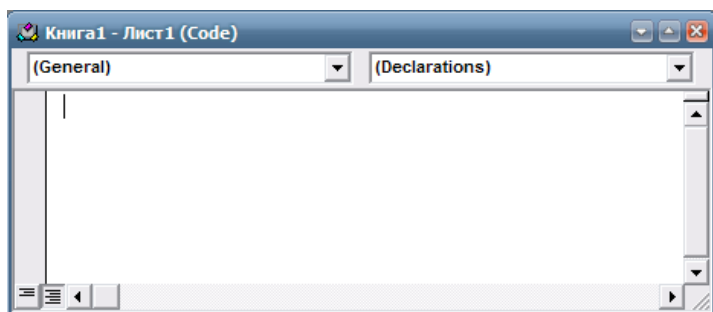 Книга1 - Лист1 (Code)
(General) (Declarations)